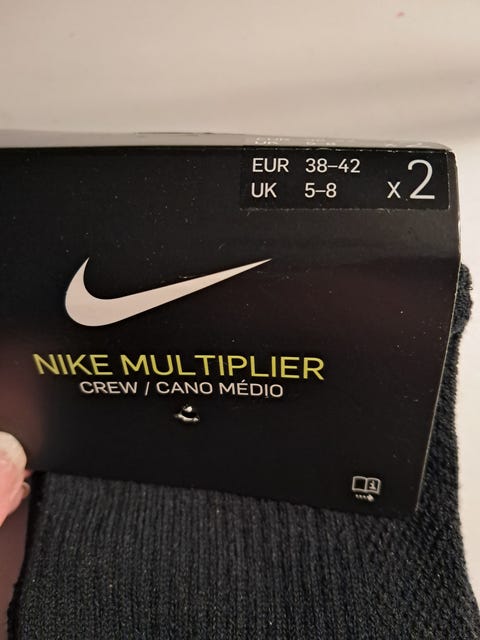 EUR 38–42
UK 5–8 x 2
NIKE MULTIPLIER
CREW / CANO MÉDIO